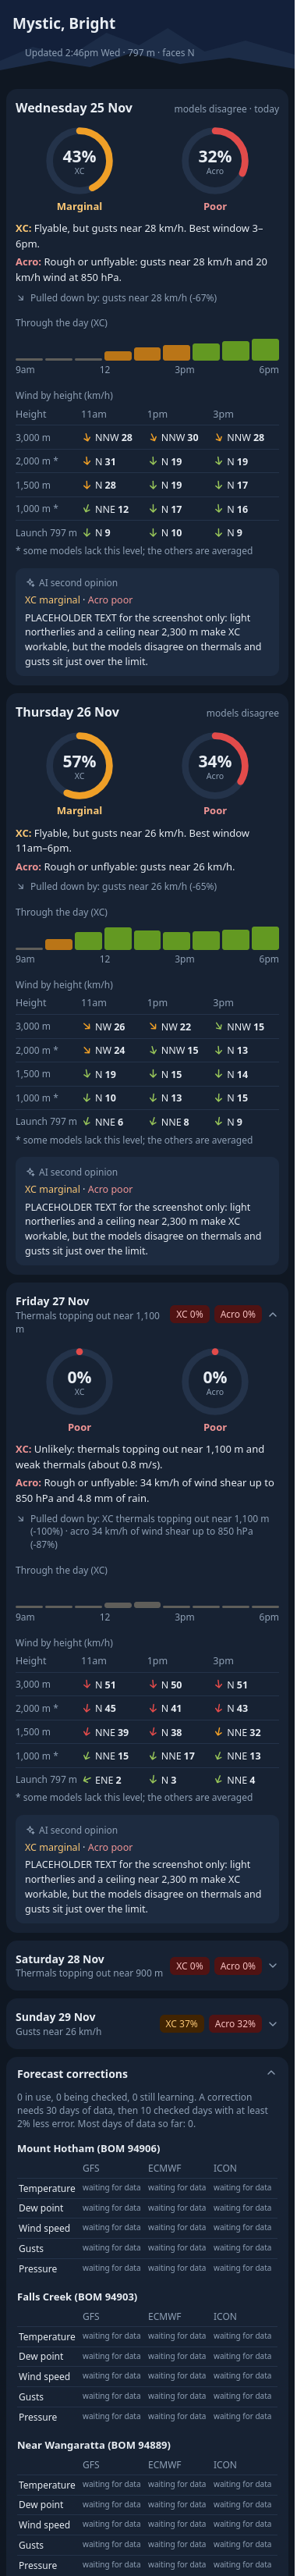 Mystic, Bright
Updated 2:46pm Wed · 797 m · faces N
Wednesday 25 Nov
models disagree · today
43%
XC
Marginal
32%
Acro
Poor
XC: Flyable, but gusts near 28 km/h. Best window 3–
6pm.
Acro: Rough or unflyable: gusts near 28 km/h and 20
km/h wind at 850 hPa.
Pulled down by: gusts near 28 km/h (-67%)
Through the day (XC)
9am 12 3pm 6pm
Wind by height (km/h)
Height 11am 1pm 3pm
3,000 m NNW 28 NNW 30 NNW 28
2,000 m * N 31 N 19 N 19
1,500 m N 28 N 19 N 17
1,000 m * NNE 12 N 17 N 16
Launch 797 m N 9 N 10 N 9
* some models lack this level; the others are averaged
AI second opinion
XC marginal · Acro poor
PLACEHOLDER TEXT for the screenshot only: light
northerlies and a ceiling near 2,300 m make XC
workable, but the models disagree on thermals and
gusts sit just over the limit.
Thursday 26 Nov
models disagree
57%
XC
Marginal
34%
Acro
Poor
XC: Flyable, but gusts near 26 km/h. Best window
11am–6pm.
Acro: Rough or unflyable: gusts near 26 km/h.
Pulled down by: gusts near 26 km/h (-65%)
Through the day (XC)
9am 12 3pm 6pm
Wind by height (km/h)
Height 11am 1pm 3pm
3,000 m NW 26 NW 22 NNW 15
2,000 m * NW 24 NNW 15 N 13
1,500 m N 19 N 15 N 14
1,000 m * N 10 N 13 N 15
Launch 797 m NNE 6 NNE 8 N 9
* some models lack this level; the others are averaged
AI second opinion
XC marginal · Acro poor
PLACEHOLDER TEXT for the screenshot only: light
northerlies and a ceiling near 2,300 m make XC
workable, but the models disagree on thermals and
gusts sit just over the limit.
Friday 27 Nov
Thermals topping out near 1,100
m
XC 0% Acro 0%
0%
XC
Poor
0%
Acro
Poor
XC: Unlikely: thermals topping out near 1,100 m and
weak thermals (about 0.8 m/s).
Acro: Rough or unflyable: 34 km/h of wind shear up to
850 hPa and 4.8 mm of rain.
Pulled down by: XC thermals topping out near 1,100 m
(-100%) · acro 34 km/h of wind shear up to 850 hPa
(-87%)
Through the day (XC)
9am 12 3pm 6pm
Wind by height (km/h)
Height 11am 1pm 3pm
3,000 m N 51 N 50 N 51
2,000 m * N 45 N 41 N 43
1,500 m NNE 39 N 38 NNE 32
1,000 m * NNE 15 NNE 17 NNE 13
Launch 797 m ENE 2 N 3 NNE 4
* some models lack this level; the others are averaged
AI second opinion
XC marginal · Acro poor
PLACEHOLDER TEXT for the screenshot only: light
northerlies and a ceiling near 2,300 m make XC
workable, but the models disagree on thermals and
gusts sit just over the limit.
Saturday 28 Nov
Thermals topping out near 900 m
XC 0% Acro 0%
Sunday 29 Nov
Gusts near 26 km/h
XC 37% Acro 32%
Forecast corrections
0 in use, 0 being checked, 0 still learning. A correction
needs 30 days of data, then 10 checked days with at least
2% less error. Most days of data so far: 0.
Mount Hotham (BOM 94906)
GFS ECMWF ICON
Temperature waiting for data waiting for data waiting for data
Dew point waiting for data waiting for data waiting for data
Wind speed waiting for data waiting for data waiting for data
Gusts waiting for data waiting for data waiting for data
Pressure waiting for data waiting for data waiting for data
Falls Creek (BOM 94903)
GFS ECMWF ICON
Temperature waiting for data waiting for data waiting for data
Dew point waiting for data waiting for data waiting for data
Wind speed waiting for data waiting for data waiting for data
Gusts waiting for data waiting for data waiting for data
Pressure waiting for data waiting for data waiting for data
Near Wangaratta (BOM 94889)
GFS ECMWF ICON
Temperature waiting for data waiting for data waiting for data
Dew point waiting for data waiting for data waiting for data
Wind speed waiting for data waiting for data waiting for data
Gusts waiting for data waiting for data waiting for data
Pressure waiting for data waiting for data waiting for data